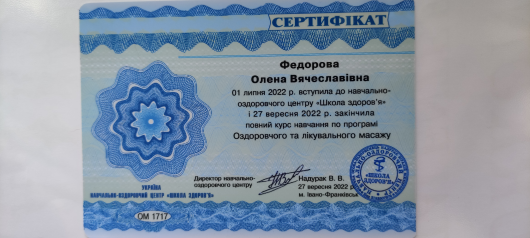 СЕРТИФІКАТ
Федорова
Олена Вячеславівна
01 липня 2022 р. вступила до навчально-
оздоровчого центру «Школа здоров'я»
і 27 вересня 2022 р. закінчила
повний курс навчання по програмі
Оздоровчого та лікувального масажу
Директор навчально-
оздоровчого центру
Надурак В. В.
27 вересня 2022 р.
м. Івано-Франківськ
УКРАЇНА
НАВЧАЛЬНО-ОЗДОРОВЧИЙ ЦЕНТР «ШКОЛА ЗДОРОВ'Я»
ОМ 1717
«ШКОЛА
ЗДОРОВ'Я»